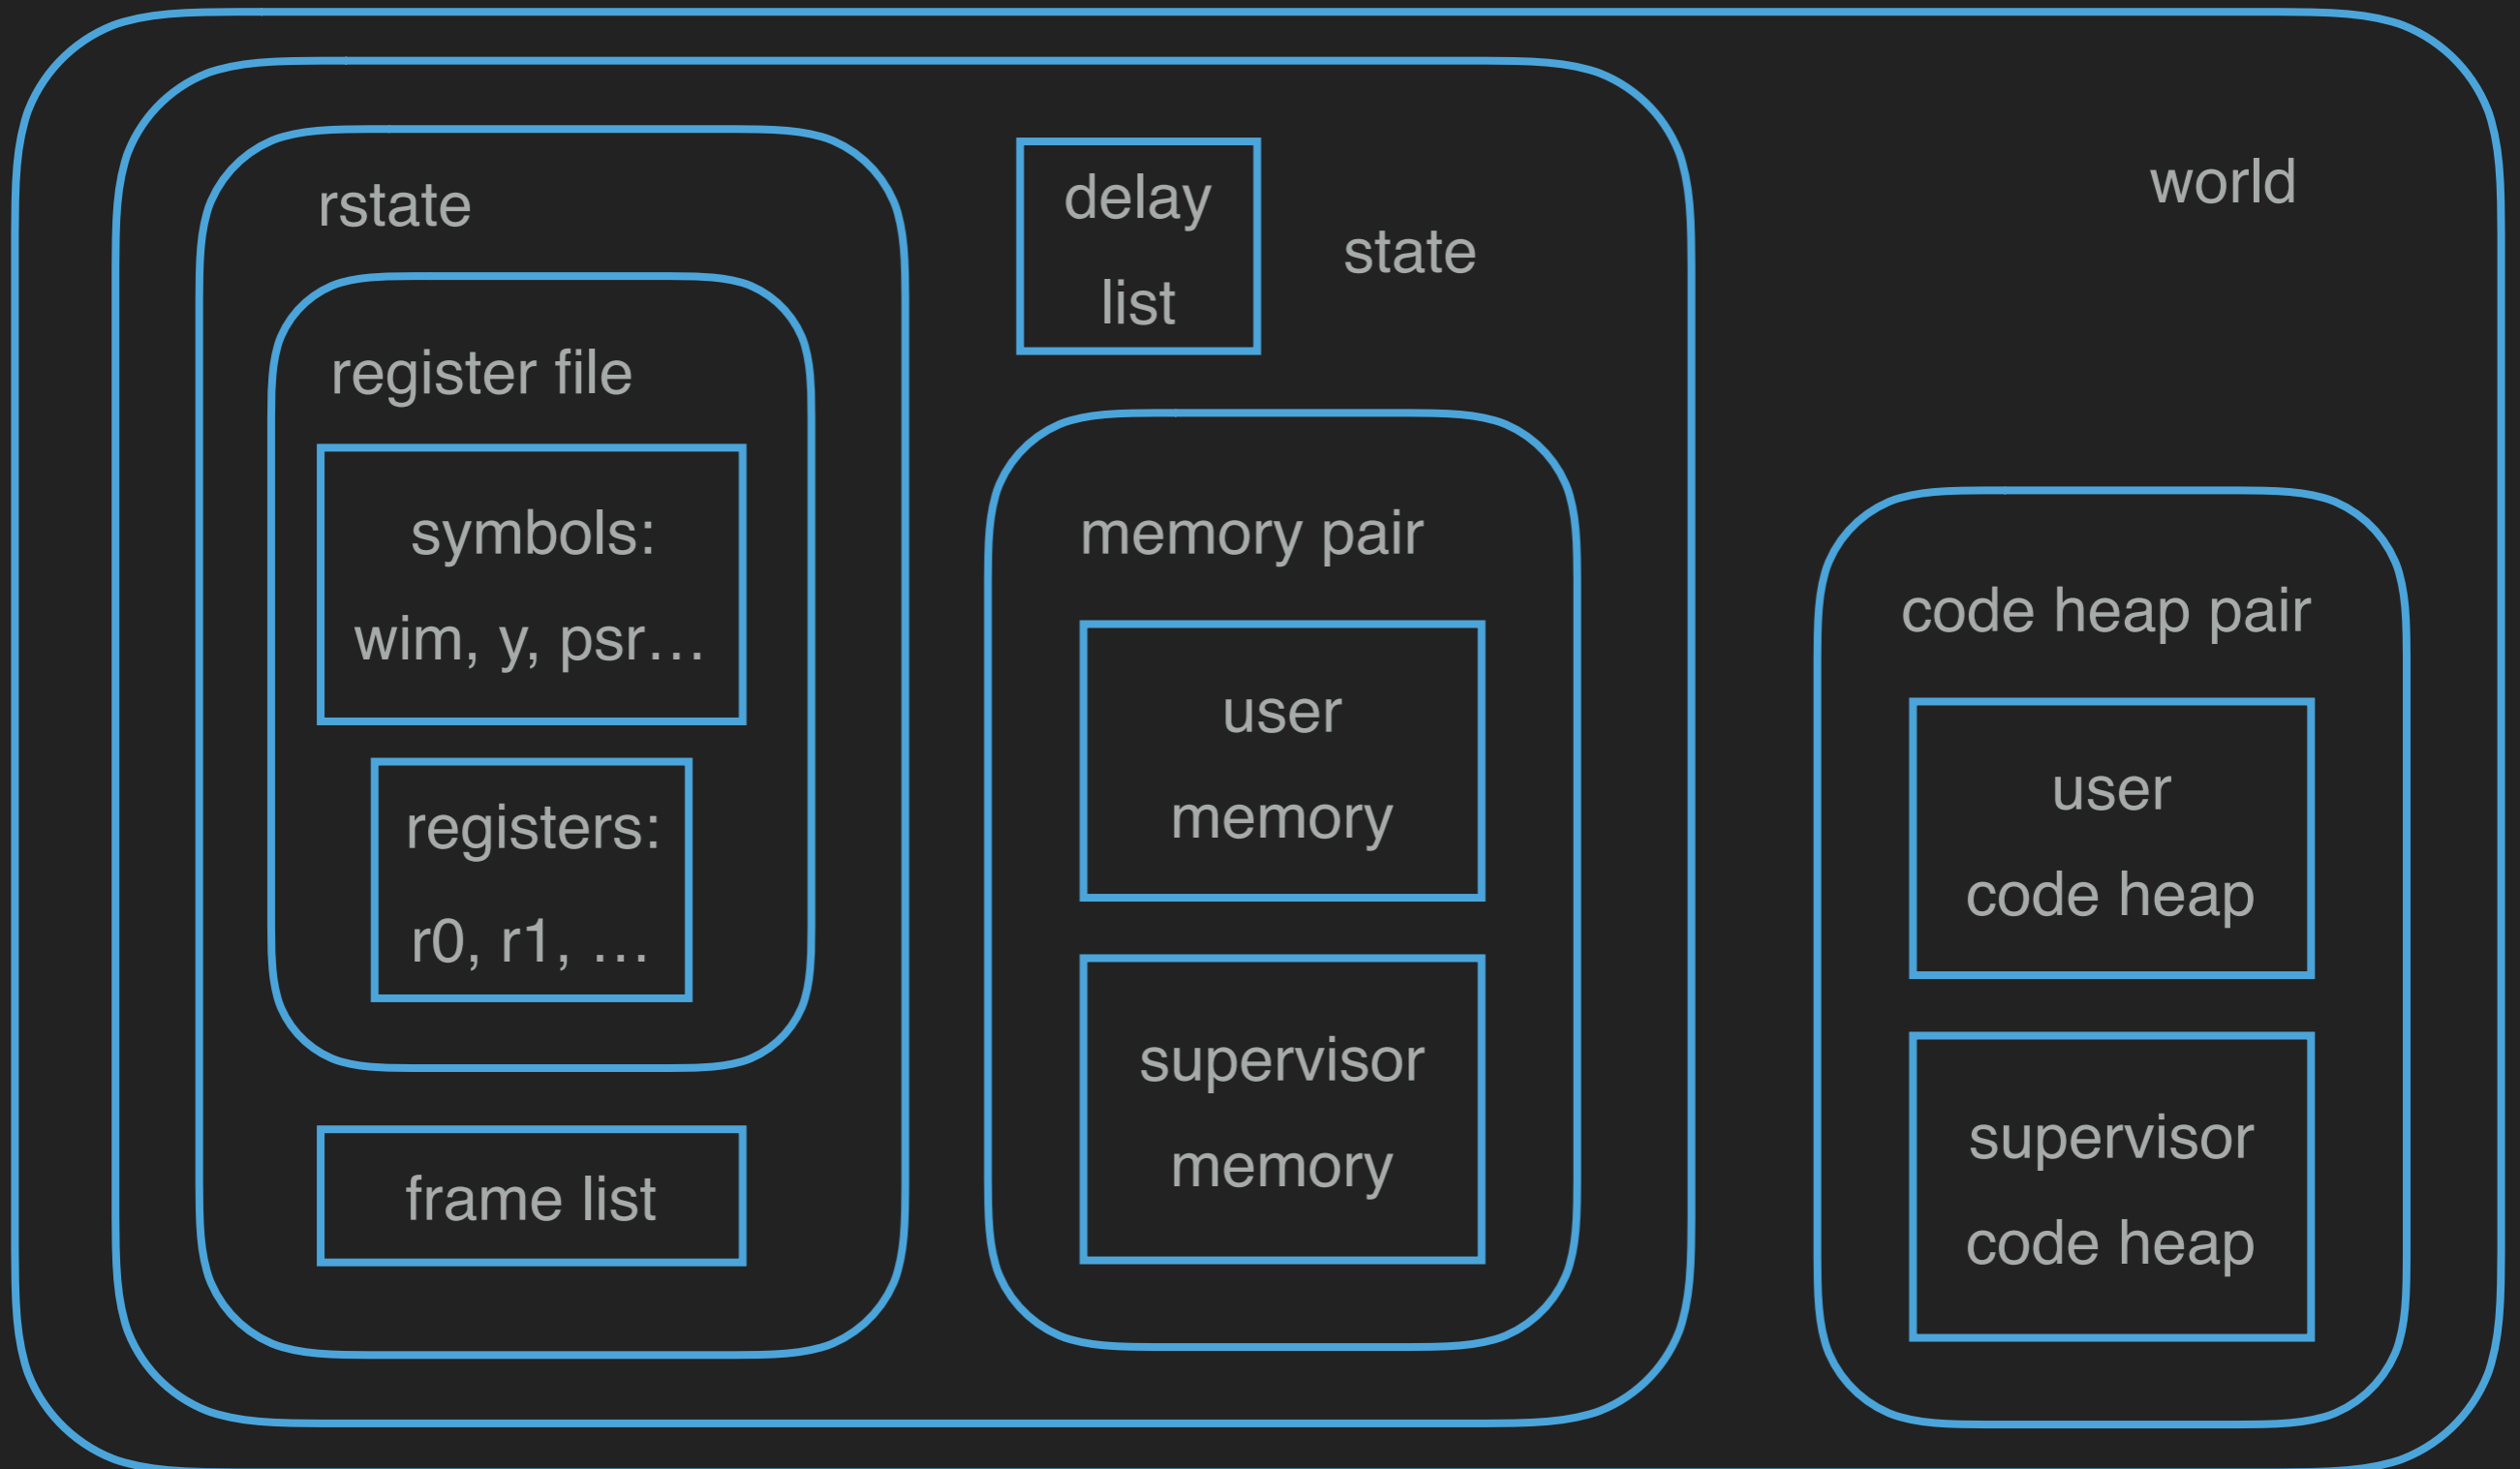 rstate
register file
symbols:
wim, y, psr...
registers:
r0, r1, ...
frame list
delay
list
state
memory pair
user
memory
supervisor
memory
world
code heap pair
user
code heap
supervisor
code heap